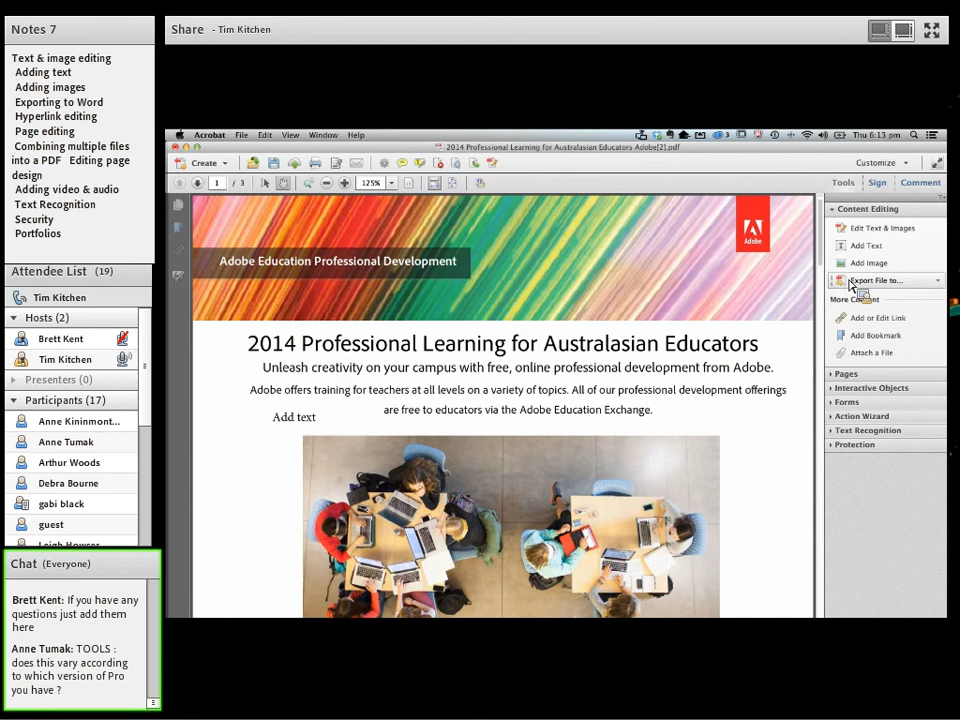 Notes 7
Text & image editing
Adding text
Adding images
Exporting to Word
Hyperlink editing
Page editing
Combining multiple files
into a PDF   Editing page
design
Adding video & audio
Text Recognition
Security
Portfolios
Attendee List (19)
Tim Kitchen
Hosts (2)
Brett Kent
Tim Kitchen
Presenters (0)
Participants (17)
Anne Kininmont...
Anne Tumak
Arthur Woods
Debra Bourne
gabi black
guest
Leigh Howser
Chat (Everyone)
Brett Kent: If you have any
questions just add them
here
Anne Tumak: TOOLS :
does this vary according
to which version of Pro
you have ?
Share - Tim Kitchen
Acrobat File Edit View Window Help
3 Thu 6:13 pm
2014 Professional Learning for Australasian Educators Adobe[2].pdf
Create Customize
1 / 3 125% Tools Sign Comment
Adobe Education Professional Development
Adobe
2014 Professional Learning for Australasian Educators
Unleash creativity on your campus with free, online professional development from Adobe.
Adobe offers training for teachers at all levels on a variety of topics. All of our professional development offerings
are free to educators via the Adobe Education Exchange.
Add text
Content Editing
Edit Text & Images
Add Text
Add Image
Export File to...
More Content
Add or Edit Link
Add Bookmark
Attach a File
Pages
Interactive Objects
Forms
Action Wizard
Text Recognition
Protection